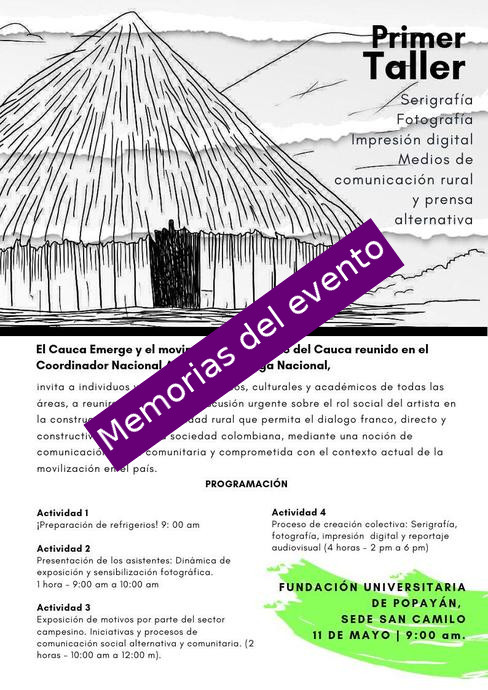 Primer
Taller
Serigrafía
Fotografía
Impresión digital
Medios de
comunicación rural
y prensa
alternativa
Memorias del evento
El Cauca Emerge y el del Cauca reunido en el
Coordinador Nacional Nacional,
invita a individuos culturales y académicos de todas las
áreas, a urgente sobre el rol social del artista en
la rural que permita el dialogo franco, directo y
sociedad colombiana, mediante una noción de
comunitaria y comprometida con el contexto actual de la
movilización en el país.
PROGRAMACIÓN
Actividad 1
¡Preparación de refrigerios! 9: 00 am
Actividad 2
Presentación de los asistentes: Dinámica de
exposición y sensibilización fotográfica.
1 hora - 9:00 am a 10:00 am
Actividad 3
Exposición de motivos por parte del sector
campesino. Iniciativas y procesos de
comunicación social alternativa y comunitaria. (2
horas - 10:00 am a 12:00 m).
Actividad 4
Proceso de creación colectiva: Serigrafía,
fotografía, impresión digital y reportaje
audiovisual (4 horas - 2 pm a 6 pm)
FUNDACIÓN UNIVERSITARIA
DE POPAYÁN,
SEDE SAN CAMILO
11 DE MAYO | 9:00 am.